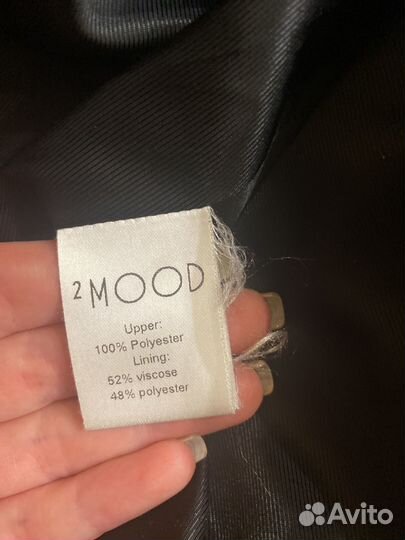 2MOOD
Upper:
100% Polyester
Lining:
52% viscose
48% polyester
Avito